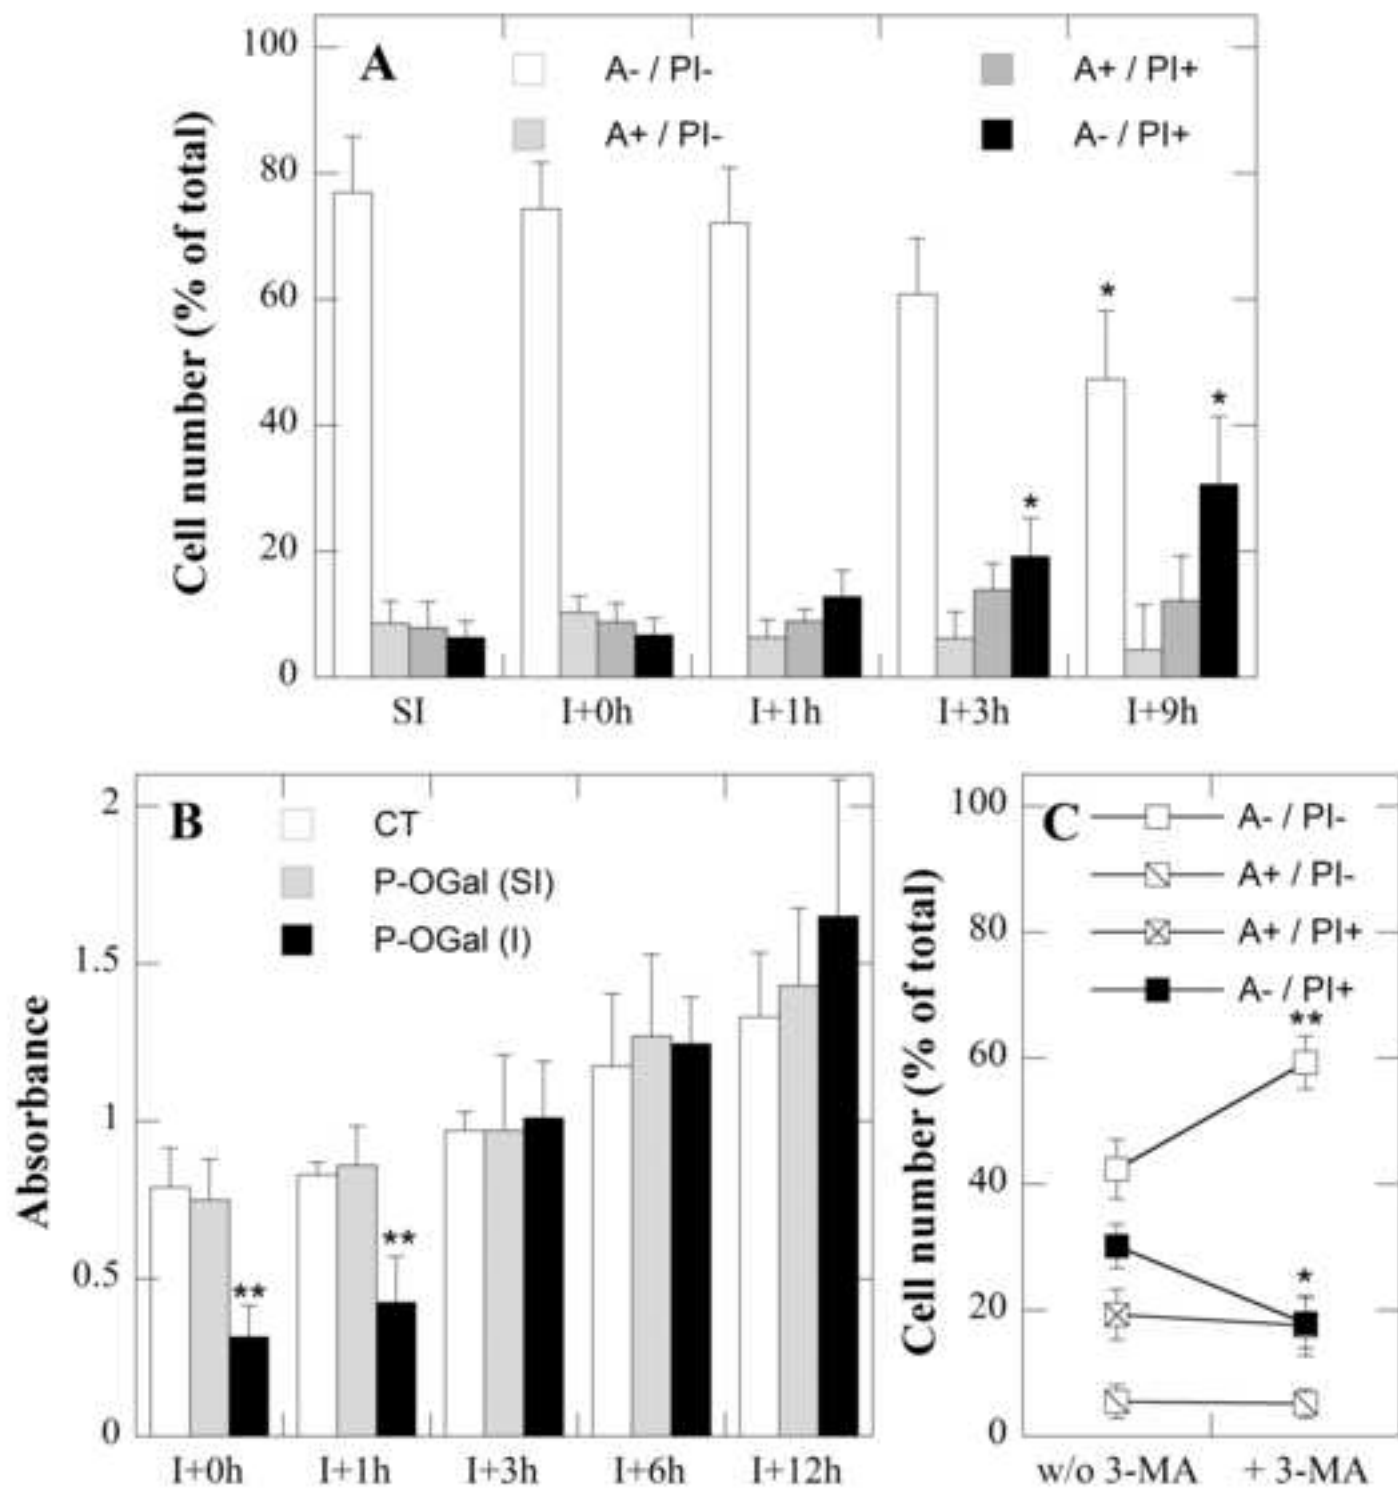 A
A- / PI-
A+ / PI+
A+ / PI-
A- / PI+
Cell number (% of total)
100
80
60
40
20
0
*
*
*
SI I+0h I+1h I+3h I+9h
B
CT
P-OGal (SI)
P-OGal (I)
Absorbance
2
1.5
1
0.5
0
**
**
I+0h I+1h I+3h I+6h I+12h
C
A- / PI-
A+ / PI-
A+ / PI+
A- / PI+
Cell number (% of total)
100
80
60
40
20
0
**
*
w/o 3-MA + 3-MA